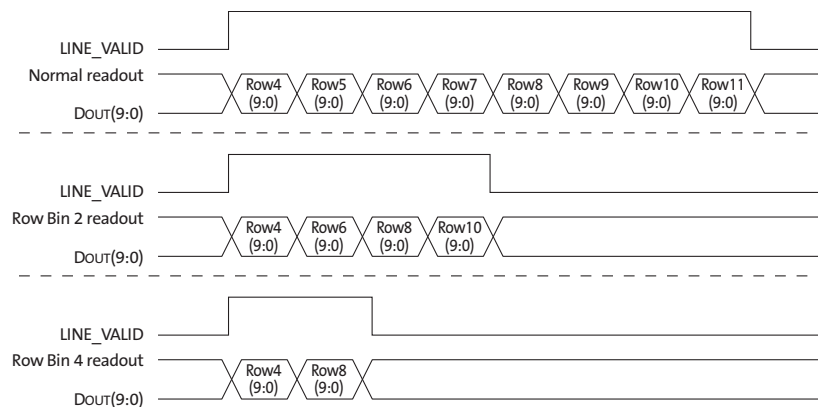 LINE_VALID
Normal readout
Row4 Row5 Row6 Row7 Row8 Row9 Row10 Row11
(9:0) (9:0) (9:0) (9:0) (9:0) (9:0) (9:0) (9:0)
DOUT(9:0)
LINE_VALID
Row Bin 2 readout
Row4 Row6 Row8 Row10
(9:0) (9:0) (9:0) (9:0)
DOUT(9:0)
LINE_VALID
Row Bin 4 readout
Row4 Row8
(9:0) (9:0)
DOUT(9:0)